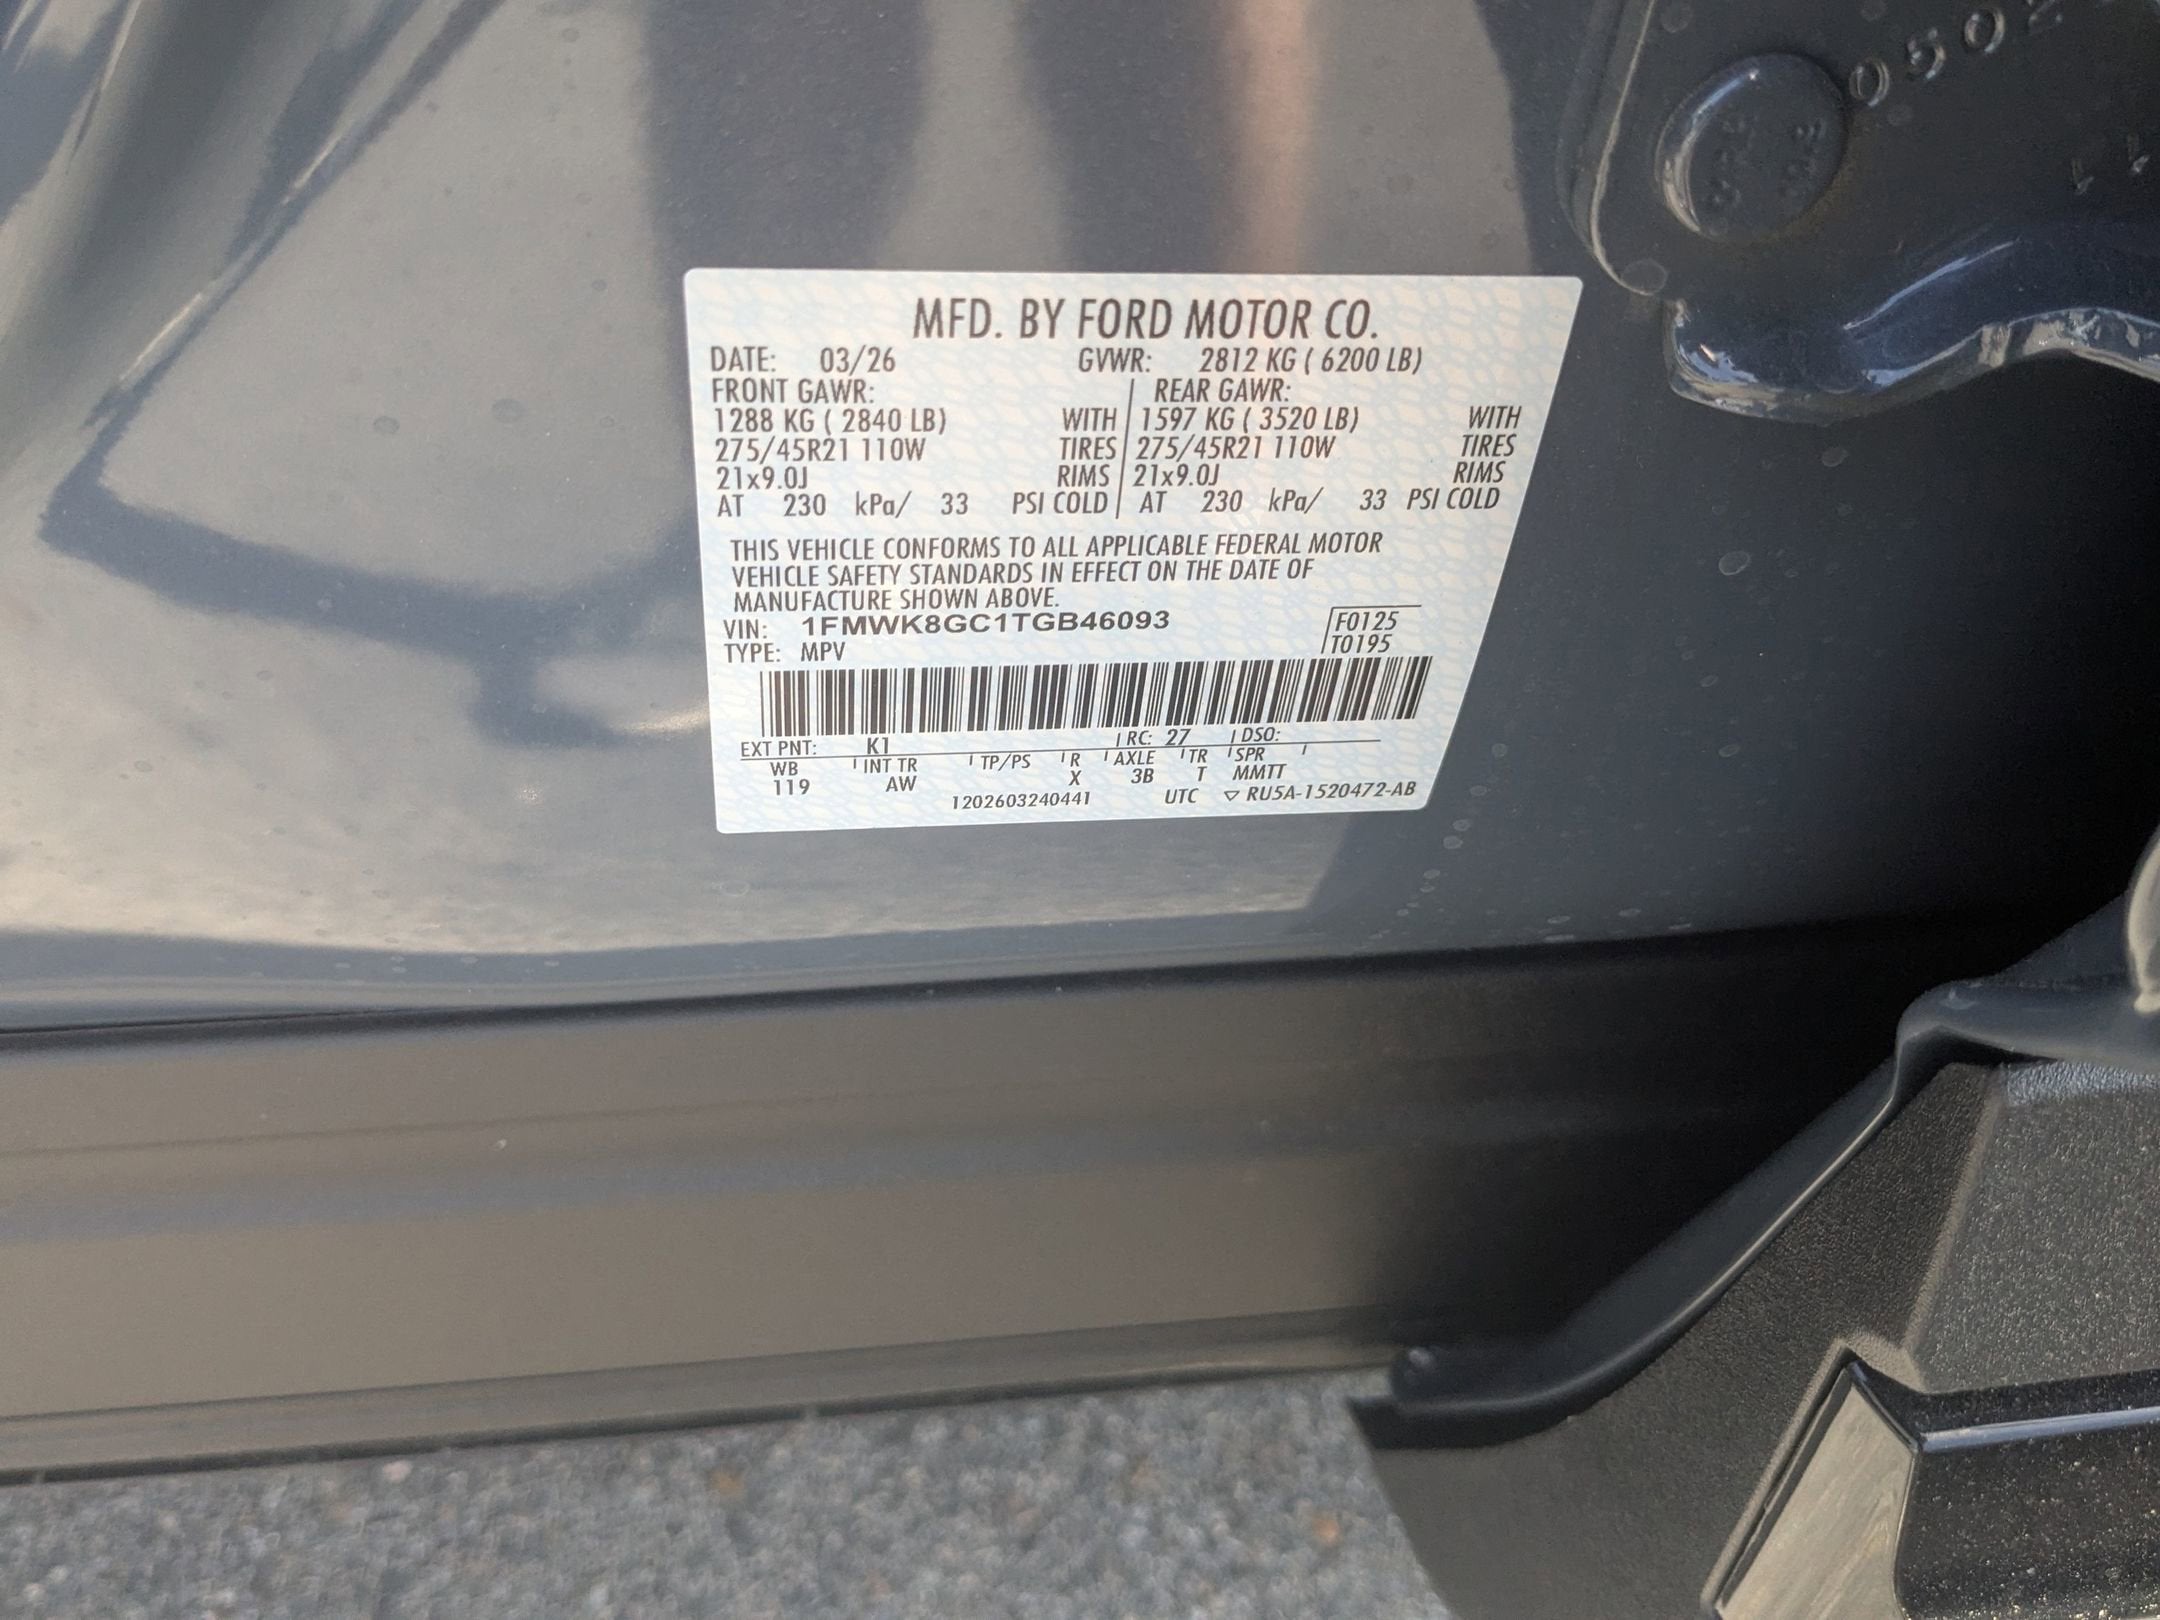 MFD. BY FORD MOTOR CO.
DATE: 03/26 GVWR: 2812 KG ( 6200 LB)
FRONT GAWR: REAR GAWR:
1288 KG ( 2840 LB) WITH 1597 KG ( 3520 LB) WITH
275/45R21 110W TIRES 275/45R21 110W TIRES
21x9.0J RIMS 21x9.0J RIMS
AT 230 kPa/ 33 PSI COLD AT 230 kPa/ 33 PSI COLD
THIS VEHICLE CONFORMS TO ALL APPLICABLE FEDERAL MOTOR
VEHICLE SAFETY STANDARDS IN EFFECT ON THE DATE OF
MANUFACTURE SHOWN ABOVE.
VIN: 1FMWK8GC1TGB46093 F0125
TYPE: MPV T0195
EXT PNT: K1 RC: 27 DSO:
WB INT TR TP/PS R AXLE TR SPR
119 AW X 3B T MMTT
1202603240441 UTC ▽ RU5A-1520472-AB